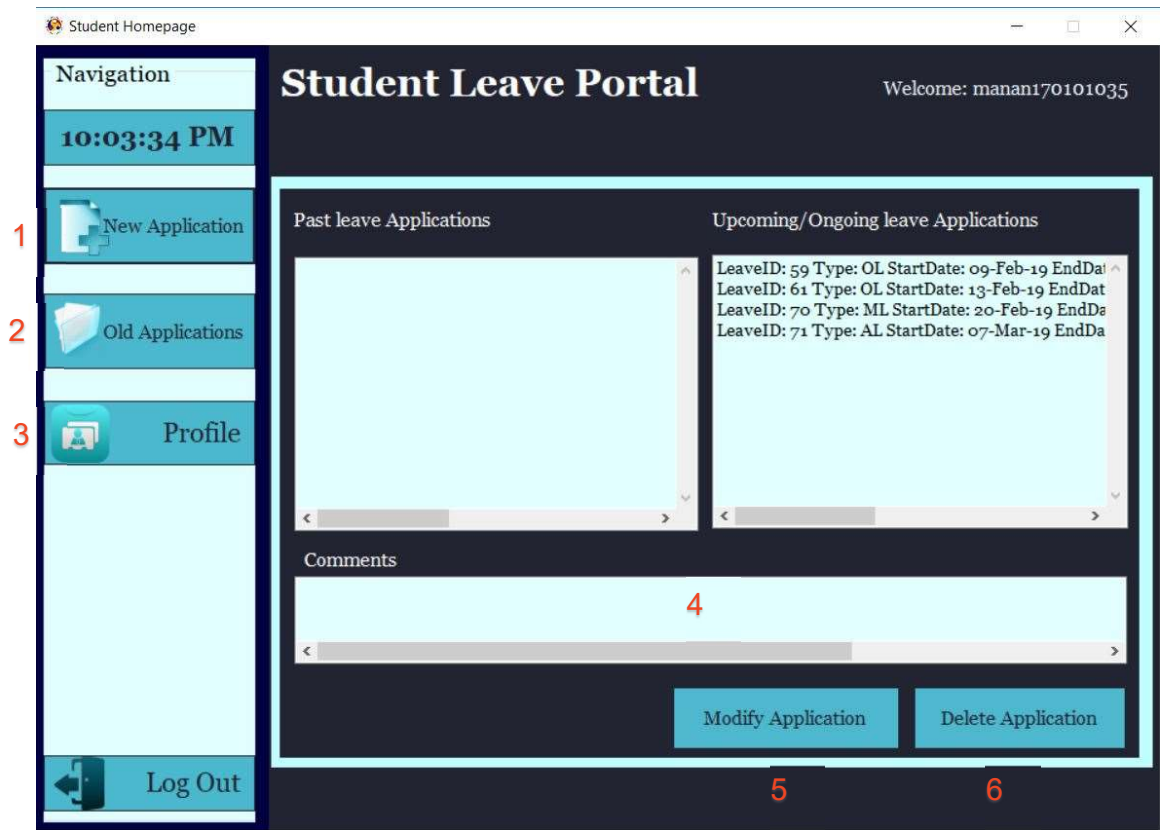 Student Homepage
Navigation
Student Leave Portal
Welcome: manan170101035
10:03:34 PM
1
New Application
Past leave Applications
Upcoming/Ongoing leave Applications
LeaveID: 59 Type: OL StartDate: 09-Feb-19 EndDat
LeaveID: 61 Type: OL StartDate: 13-Feb-19 EndDat
LeaveID: 70 Type: ML StartDate: 20-Feb-19 EndDa
LeaveID: 71 Type: AL StartDate: 07-Mar-19 EndDa
2
Old Applications
3
Profile
Comments
4
Modify Application
Delete Application
Log Out
5
6